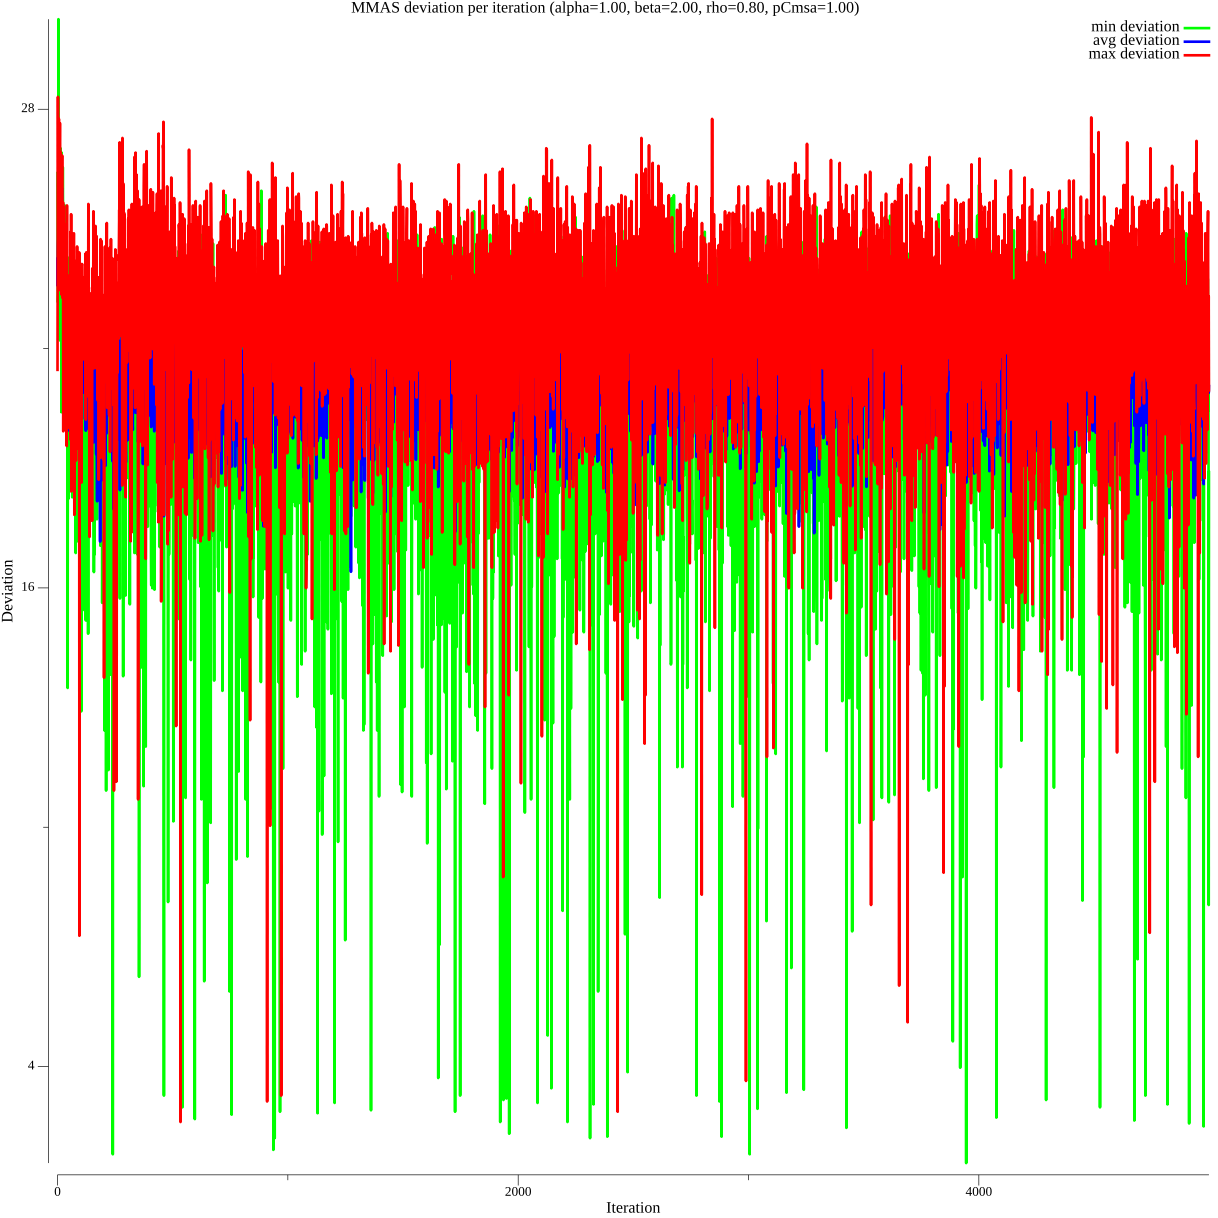 MMAS deviation per iteration (alpha=1.00, beta=2.00, rho=0.80, pCmsa=1.00)
min deviation
avg deviation
max deviation
28
16
4
Deviation
0
2000
4000
Iteration